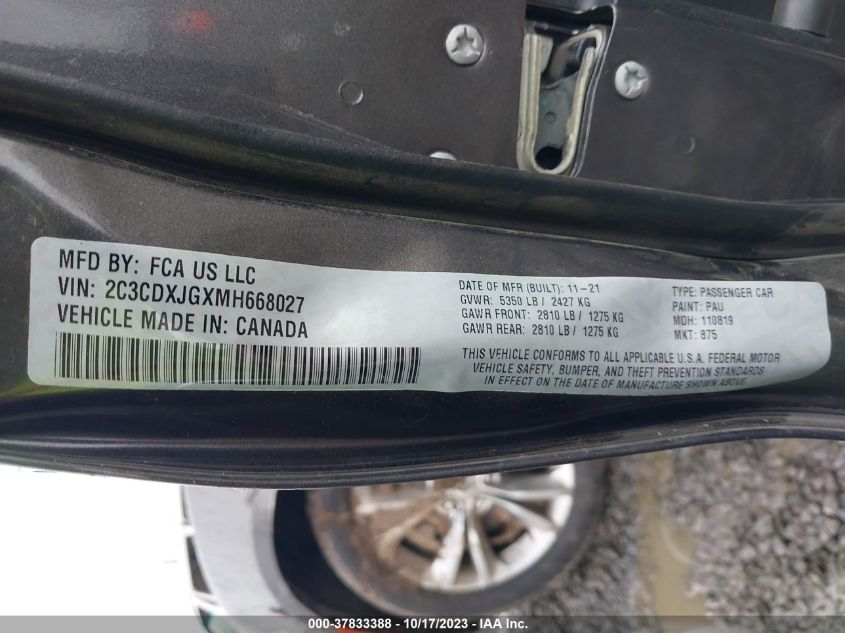 MFD BY: FCA US LLC
VIN: 2C3CDXJGXMH668027
VEHICLE MADE IN: CANADA
DATE OF MFR (BUILT): 11-21
GVWR: 5350 LB / 2427 KG
GAWR FRONT: 2810 LB / 1275 KG
GAWR REAR: 2810 LB / 1275 KG
TYPE: PASSENGER CAR
PAINT: PAU
MDH: 110819
MKT: 875
THIS VEHICLE CONFORMS TO ALL APPLICABLE U.S.A. FEDERAL MOTOR
VEHICLE SAFETY, BUMPER, AND THEFT PREVENTION STANDARDS
IN EFFECT ON THE DATE OF MANUFACTURE SHOWN ABOVE.
000-37833388 - 10/17/2023 - IAA Inc.